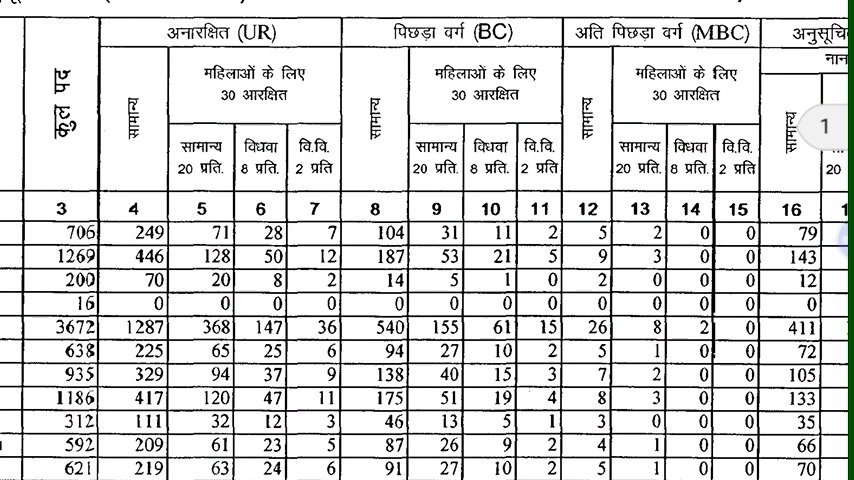 अनारक्षित (UR) पिछड़ा वर्ग (BC) अति पिछड़ा वर्ग (MBC)
कुल पद सामान्य महिलाओं के लिए 30 आरक्षित सामान्य महिलाओं के लिए 30 आरक्षित सामान्य महिलाओं के लिए 30 आरक्षित सामान्य
सामान्य 20 प्रति. विधवा 8 प्रति. वि.वि. 2 प्रति सामान्य 20 प्रति. विधवा 8 प्रति. वि.वि. 2 प्रति सामान्य 20 प्रति. विधवा 8 प्रति. वि.वि. 2 प्रति. 20
1
3 4 5 6 7 8 9 10 11 12 13 14 15 16
706 249 71 28 7 104 31 11 2 5 2 0 0 79
1269 446 128 50 12 187 53 21 5 9 3 0 0 143
200 70 20 8 2 14 5 1 0 2 0 0 0 12
16 0 0 0 0 0 0 0 0 0 0 0 0 0
3672 1287 368 147 36 540 155 61 15 26 8 2 0 411
638 225 65 25 6 94 27 10 2 5 1 0 0 72
935 329 94 37 9 138 40 15 3 7 2 0 0 105
1186 417 120 47 11 175 51 19 4 8 3 0 0 133
312 111 32 12 3 46 13 5 1 3 0 0 0 35
592 209 61 23 5 87 26 9 2 4 1 0 0 66
621 219 63 24 6 91 27 10 2 5 1 0 0 70